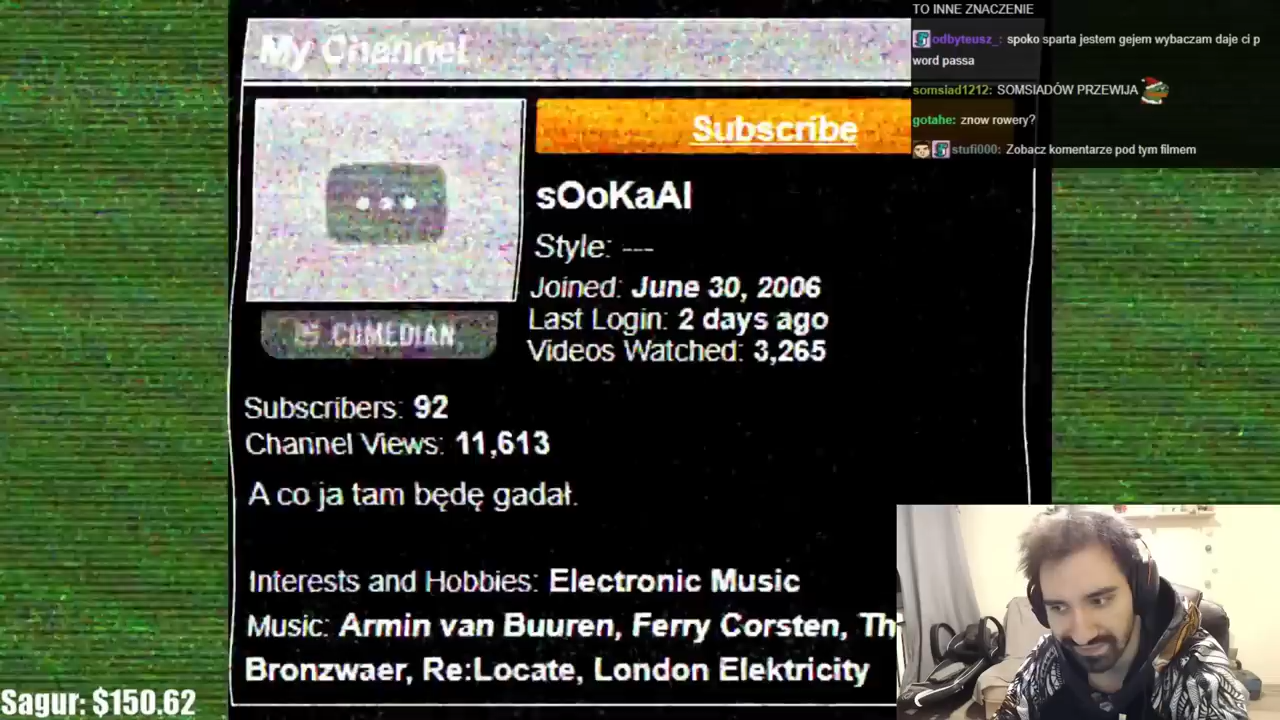 TO INNE ZNACZENIE
odbyteusz_: spoko sparta jestem gejem wybaczam daje ci p
word passa
somsiad1212: SOMSIADÓW PRZEWIJA
gotahe: znow rowery?
stufi000: Zobacz komentarze pod tym filmem
My Channel
Subscribe
sOoKaAl
Style: ---
Joined: June 30, 2006
Last Login: 2 days ago
Videos Watched: 3,265
COMEDIAN
Subscribers: 92
Channel Views: 11,613
A co ja tam będę gadał.
Interests and Hobbies: Electronic Music
Music: Armin van Buuren, Ferry Corsten,
Bronzwaer, Re:Locate, London Elektricity
Sagur: $150.62